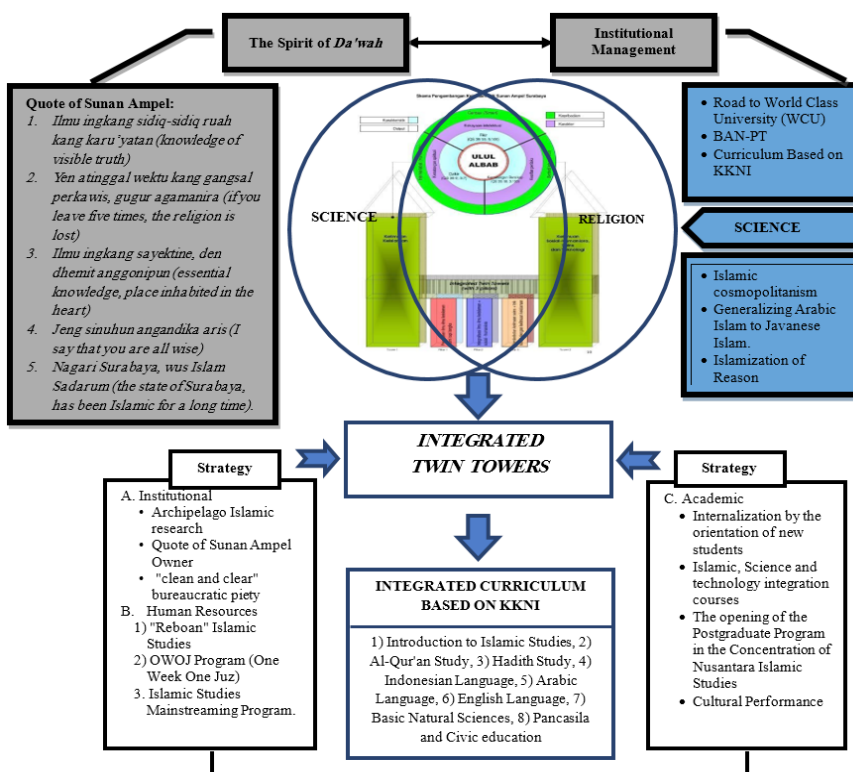 The Spirit of Da'wah
Institutional
Management
Quote of Sunan Ampel:
1. Ilmu ingkang sidiq-sidiq ruah
kang karu'yatan (knowledge of
visible truth)
2. Yen atinggal wektu kang gangsal
perkawis, gugur agamanira (if you
leave five times, the religion is
lost)
3. Ilmu ingkang sayektine, den
dhemit anggonipun (essential
knowledge, place inhabited in the
heart)
4. Jeng sinuhun angandika aris (I
say that you are all wise)
5. Nagari Surabaya, wus Islam
Sadarum (the state of Surabaya,
has been Islamic for a long time).
ULUL
ALBAB
SCIENCE
RELIGION
Integrated Twin Towers
• Road to World Class
University (WCU)
• BAN-PT
• Curriculum Based on
KKNI
SCIENCE
• Islamic
cosmopolitanism
• Generalizing Arabic
Islam to Javanese
Islam.
• Islamization of
Reason
INTEGRATED
TWIN TOWERS
Strategy
A. Institutional
• Archipelago Islamic
research
• Quote of Sunan Ampel
Owner
• "clean and clear"
bureaucratic piety
B. Human Resources
1) "Reboan" Islamic
Studies
2) OWOJ Program (One
Week One Juz)
3. Islamic Studies
Mainstreaming Program.
INTEGRATED CURRICULUM
BASED ON KKNI
1) Introduction to Islamic Studies, 2)
Al-Qur'an Study, 3) Hadith Study, 4)
Indonesian Language, 5) Arabic
Language, 6) English Language, 7)
Basic Natural Sciences, 8) Pancasila
and Civic education
Strategy
C. Academic
• Internalization by the
orientation of new
students
• Islamic, Science and
technology integration
courses
• The opening of the
Postgraduate Program
in the Concentration of
Nusantara Islamic
Studies
• Cultural Performance